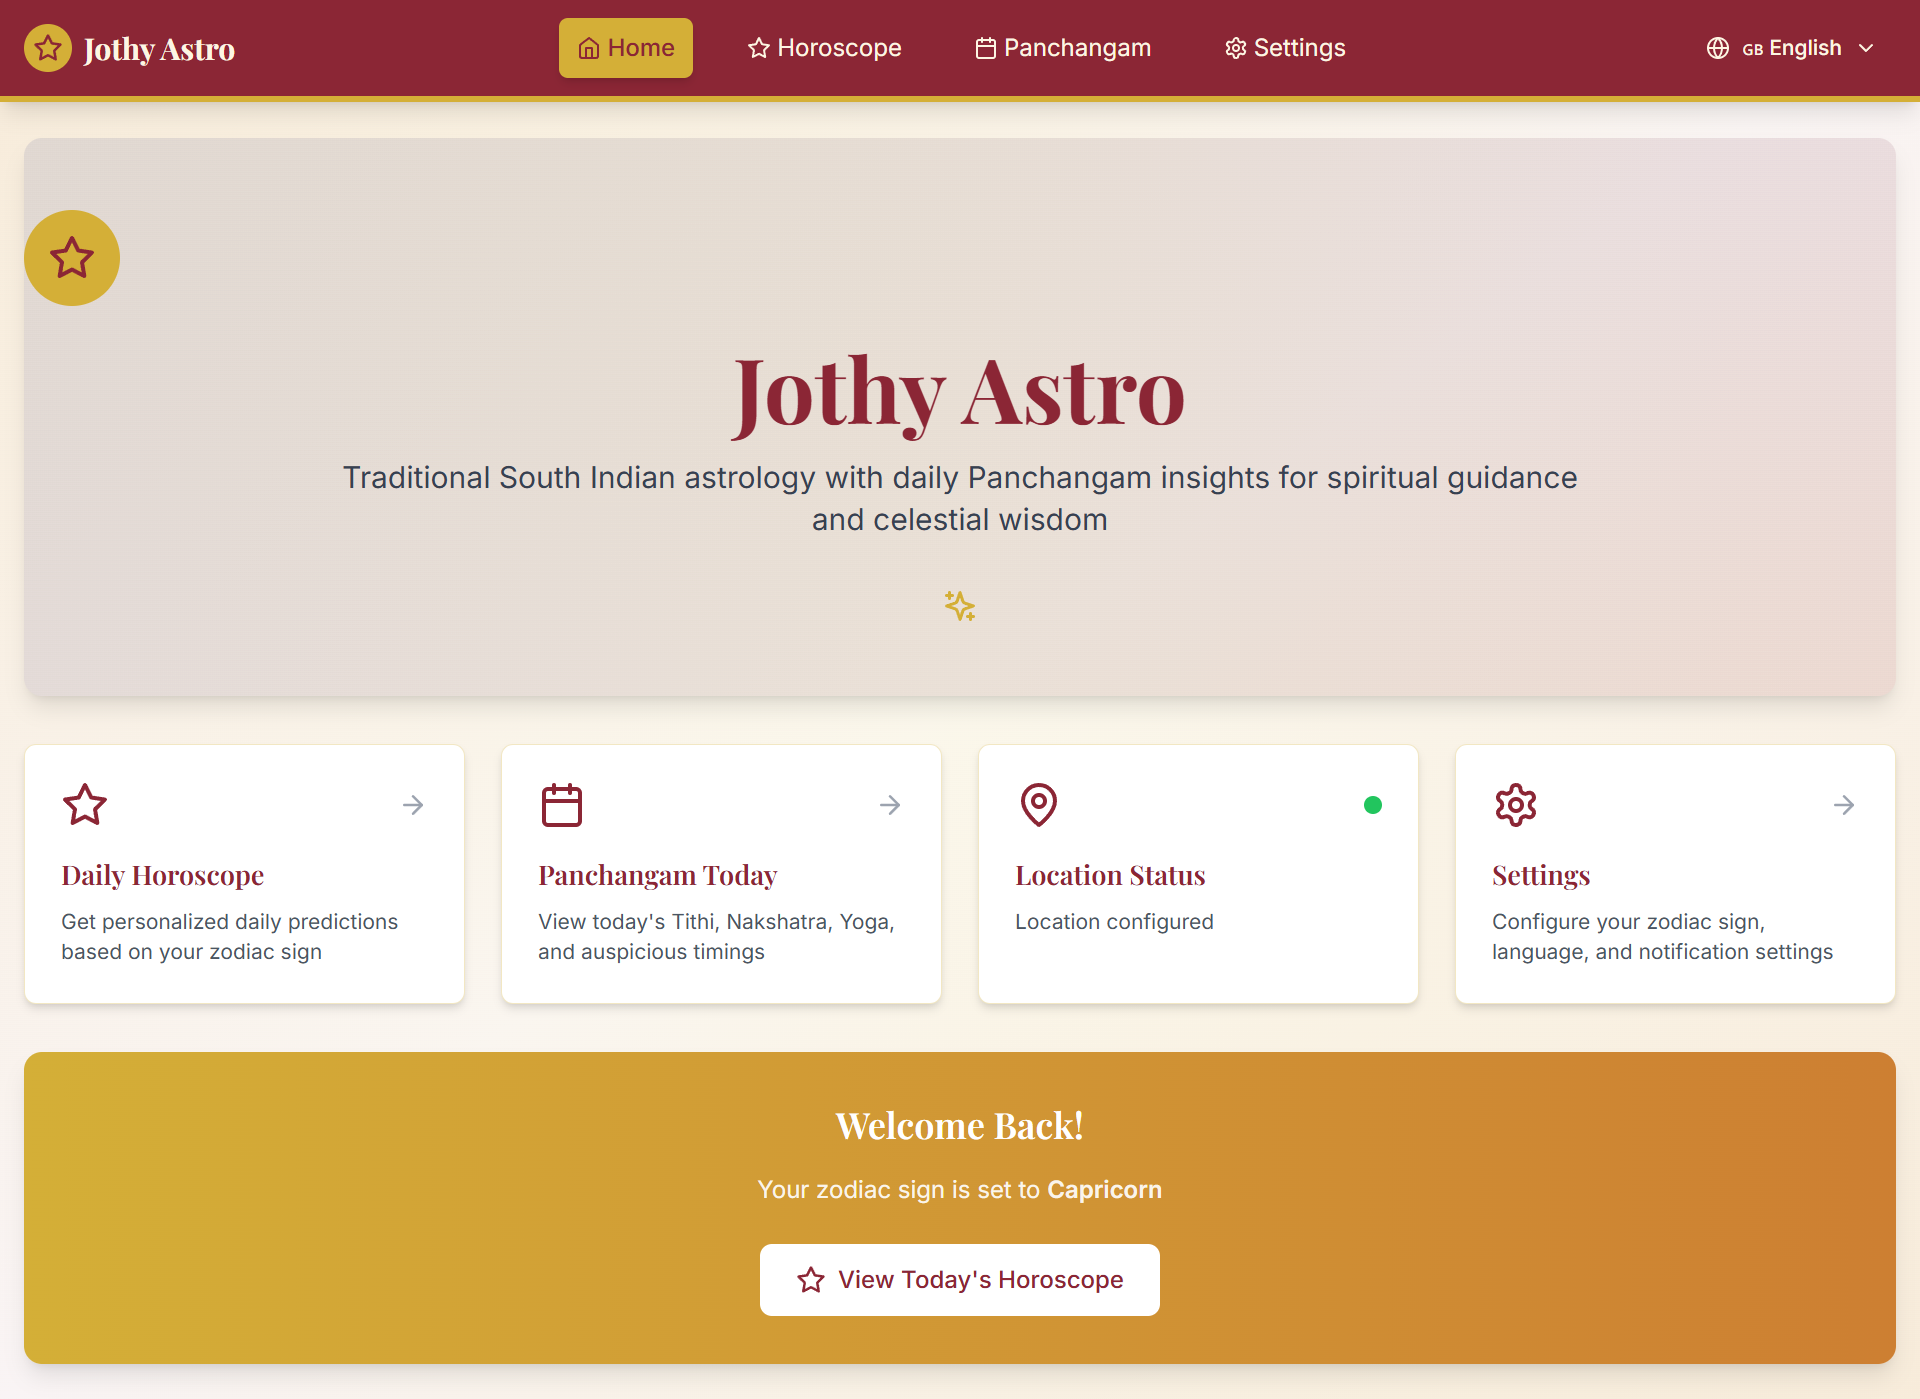 Jothy Astro
Home
Horoscope
Panchangam
Settings
GB English
Jothy Astro
Traditional South Indian astrology with daily Panchangam insights for spiritual guidance
and celestial wisdom
Daily Horoscope
Get personalized daily predictions
based on your zodiac sign
Panchangam Today
View today's Tithi, Nakshatra, Yoga,
and auspicious timings
Location Status
Location configured
Settings
Configure your zodiac sign,
language, and notification settings
Welcome Back!
Your zodiac sign is set to Capricorn
View Today's Horoscope